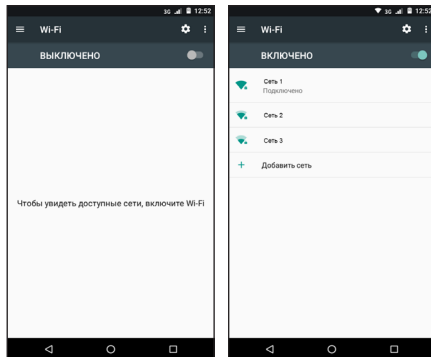 3G 12:52
Wi-Fi
ВЫКЛЮЧЕНО
Чтобы увидеть доступные сети, включите Wi-Fi
3G 12:52
Wi-Fi
ВКЛЮЧЕНО
Сеть 1
Подключено
Сеть 2
Сеть 3
Добавить сеть